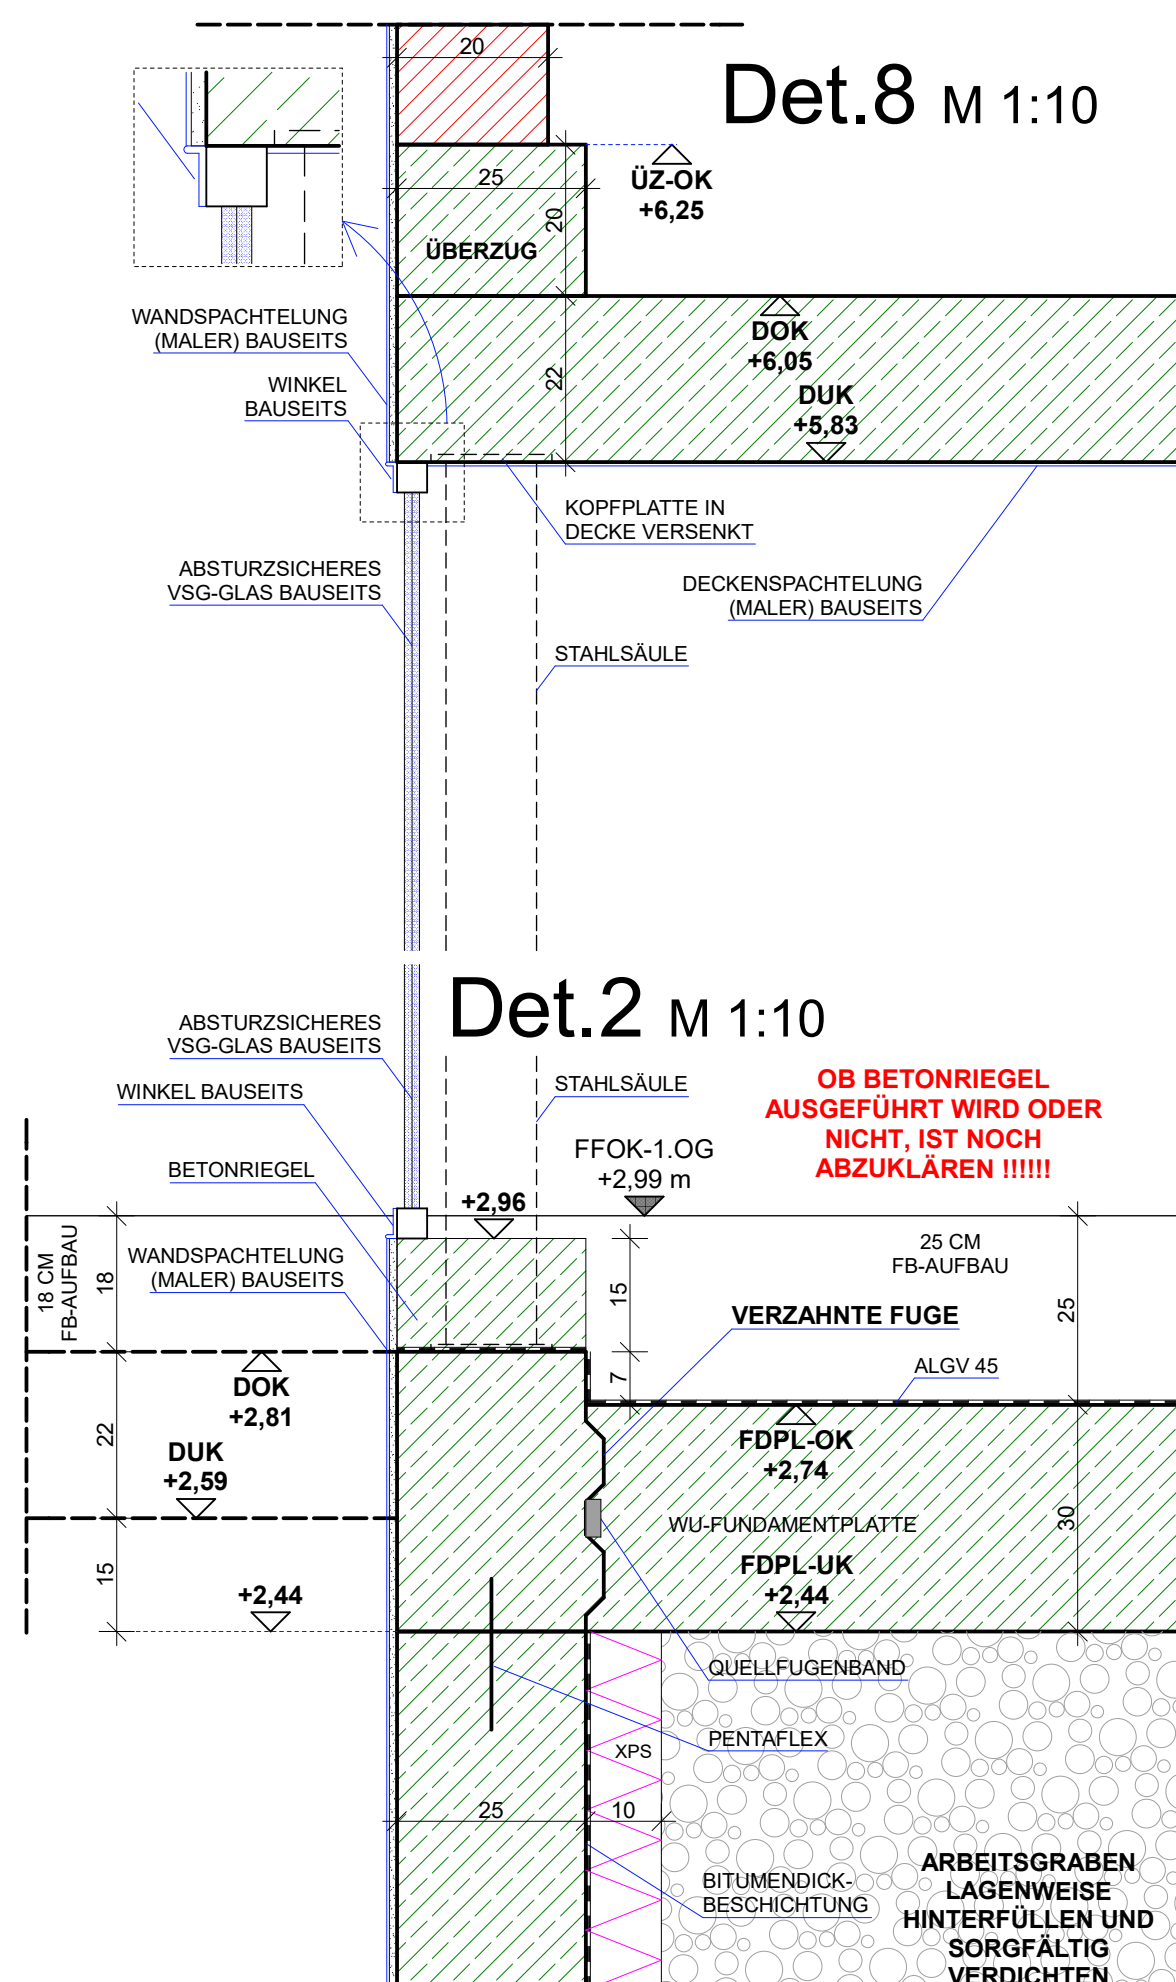 20
Det.8 M 1:10
25
ÜZ-OK
+6,25
20
ÜBERZUG
WANDSPACHTELUNG
(MALER) BAUSEITS
DOK
+6,05
22
WINKEL
BAUSEITS
DUK
+5,83
KOPFPLATTE IN
DECKE VERSENKT
ABSTURZSICHERES
VSG-GLAS BAUSEITS
DECKENSPACHTELUNG
(MALER) BAUSEITS
STAHLSÄULE
Det.2 M 1:10
ABSTURZSICHERES
VSG-GLAS BAUSEITS
WINKEL BAUSEITS
STAHLSÄULE
OB BETONRIEGEL
AUSGEFÜHRT WIRD ODER
NICHT, IST NOCH
ABZUKLÄREN !!!!!!
FFOK-1.OG
+2,99 m
BETONRIEGEL
+2,96
18 CM
FB-AUFBAU
18
WANDSPACHTELUNG
(MALER) BAUSEITS
25 CM
FB-AUFBAU
15
25
VERZAHNTE FUGE
7
ALGV 45
DOK
+2,81
22
DUK
+2,59
FDPL-OK
+2,74
WU-FUNDAMENTPLATTE
30
FDPL-UK
+2,44
15
+2,44
QUELLFUGENBAND
PENTAFLEX
XPS
25
10
BITUMENDICK-
BESCHICHTUNG
ARBEITSGRABEN
LAGENWEISE
HINTERFÜLLEN UND
SORGFÄLTIG
VERDICHTEN